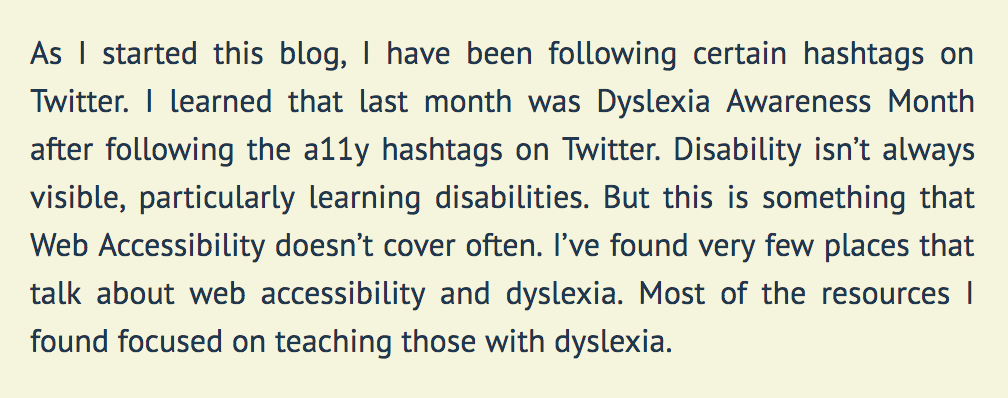 As I started this blog, I have been following certain hashtags on
Twitter. I learned that last month was Dyslexia Awareness Month
after following the a11y hashtags on Twitter. Disability isn’t always
visible, particularly learning disabilities. But this is something that
Web Accessibility doesn’t cover often. I’ve found very few places that
talk about web accessibility and dyslexia. Most of the resources I
found focused on teaching those with dyslexia.